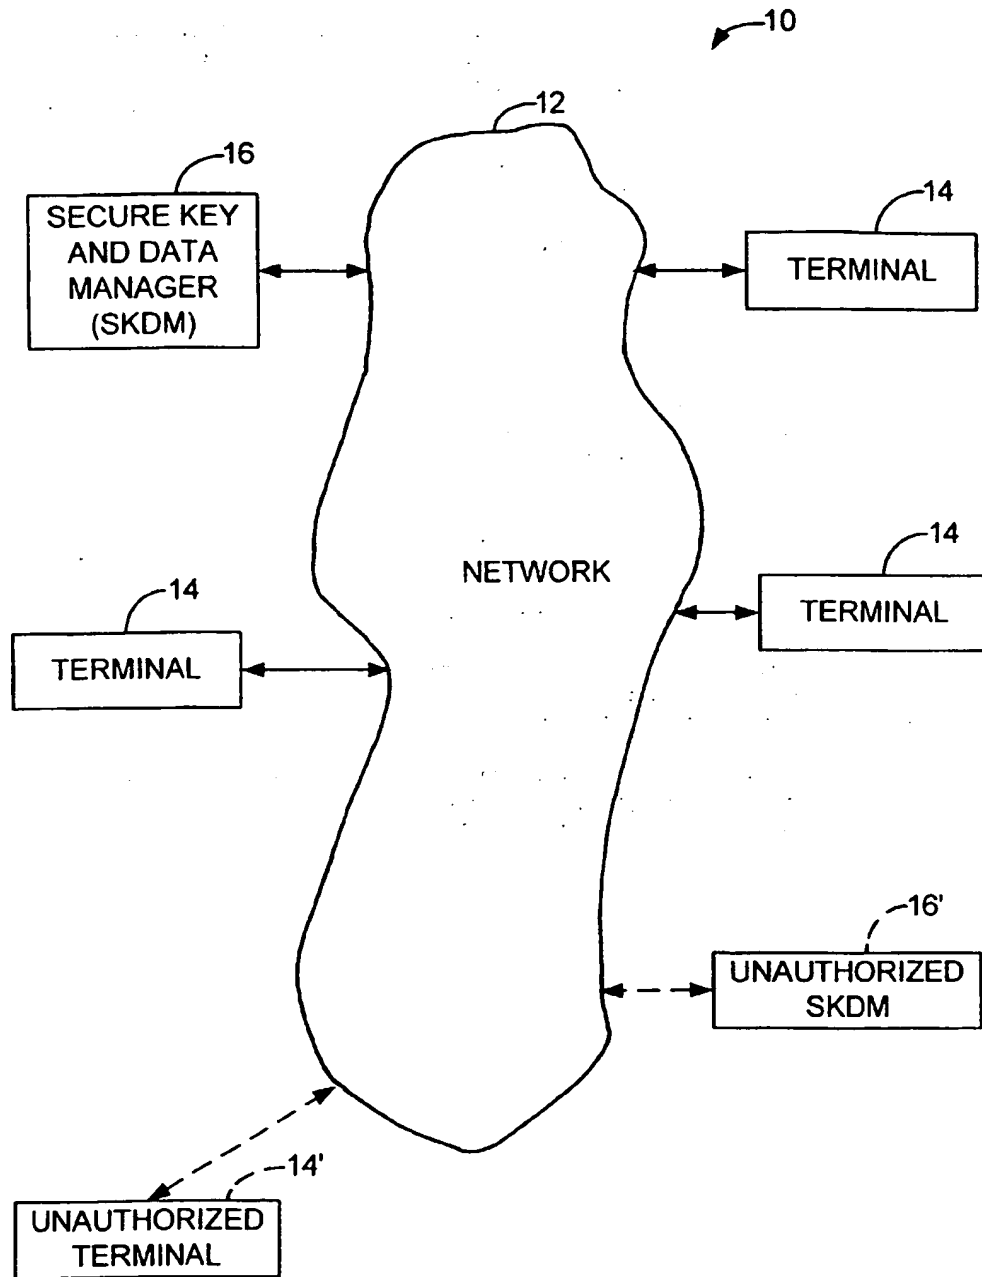 10
12
16
SECURE KEY
AND DATA
MANAGER
(SKDM)
14
TERMINAL
NETWORK
14
TERMINAL
14
TERMINAL
16'
UNAUTHORIZED
SKDM
14'
UNAUTHORIZED
TERMINAL